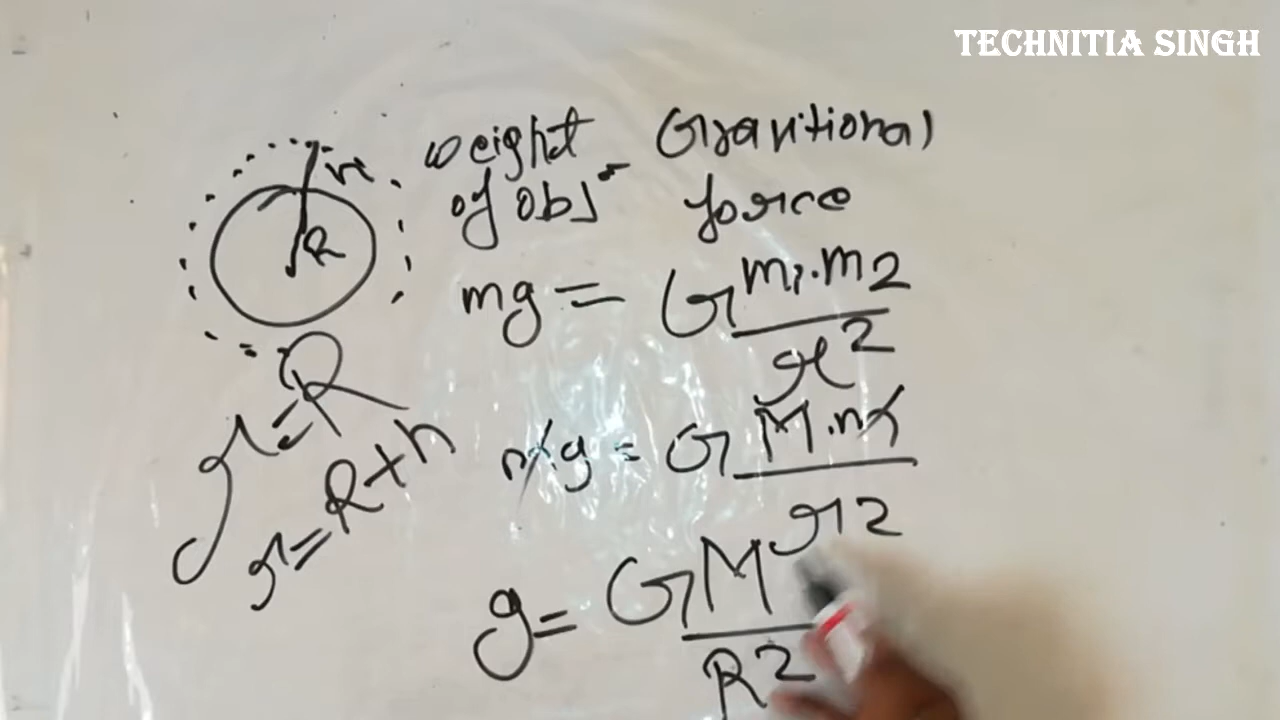 TECHNITIA SINGH
weight Gravitional
of obj = force
mg = G m1.m2
r2
mg = G M.m
r2
g = GM
R2
h
R
r=R
r=R+h